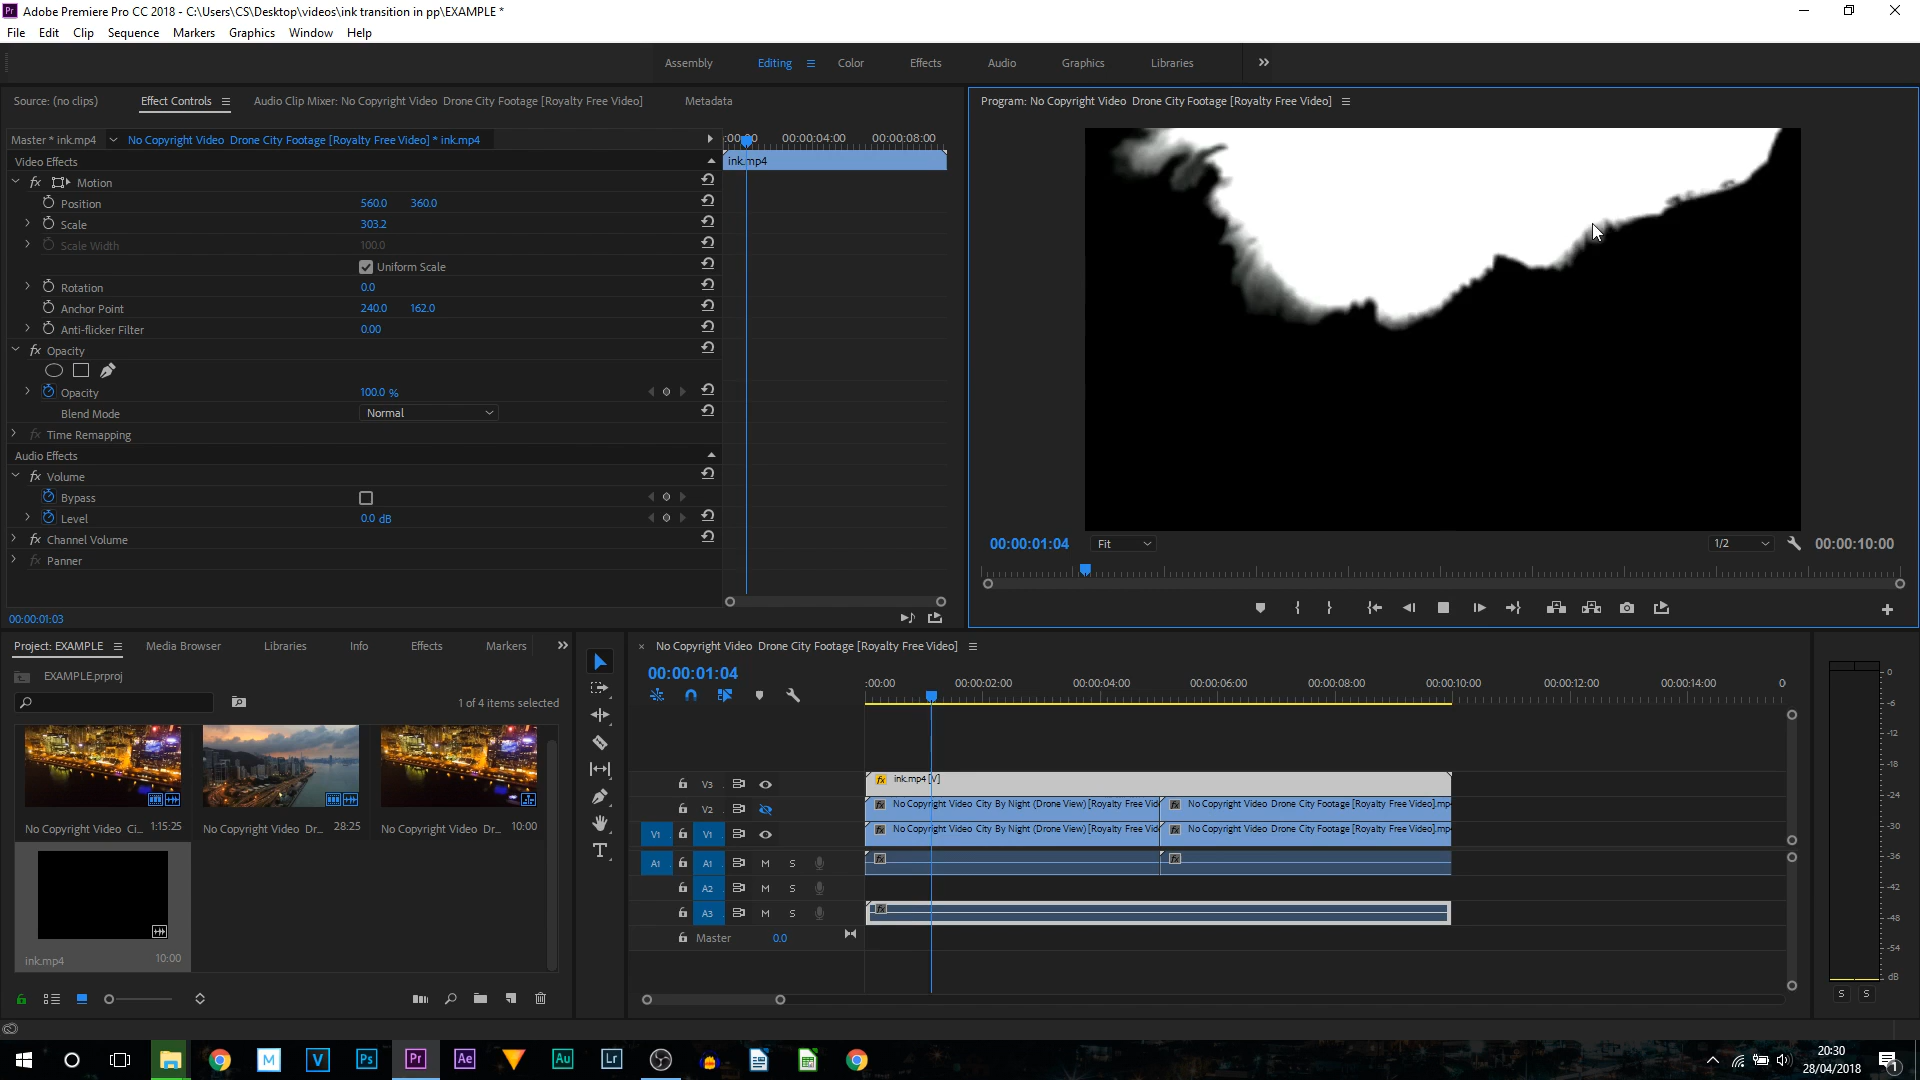 Adobe Premiere Pro CC 2018 - C:\Users\CS\Desktop\videos\ink transition in pp\EXAMPLE *
File Edit Clip Sequence Markers Graphics Window Help
Assembly Editing Color Effects Audio Graphics Libraries
Source: (no clips) Effect Controls Audio Clip Mixer: No Copyright Video Drone City Footage [Royalty Free Video] Metadata
Program: No Copyright Video Drone City Footage [Royalty Free Video]
Master * ink.mp4 No Copyright Video Drone City Footage [Royalty Free Video] * ink.mp4
:00:00 00:00:04:00 00:00:08:00
Video Effects
ink.mp4
fx Motion
Position 560.0 360.0
Scale 303.2
Scale Width 100.0
Uniform Scale
Rotation 0.0
Anchor Point 240.0 162.0
Anti-flicker Filter 0.00
fx Opacity
Opacity 100.0 %
Blend Mode Normal
fx Time Remapping
Audio Effects
fx Volume
Bypass
Level 0.0 dB
fx Channel Volume
fx Panner
00:00:01:03
00:00:01:04 Fit 1/2 00:00:10:00
Project: EXAMPLE Media Browser Libraries Info Effects Markers
EXAMPLE.prproj
1 of 4 items selected
No Copyright Video Ci... 1:15:25
No Copyright Video Dr... 28:25
No Copyright Video Dr... 10:00
ink.mp4 10:00
No Copyright Video Drone City Footage [Royalty Free Video]
00:00:01:04
:00:00 00:00:02:00 00:00:04:00 00:00:06:00 00:00:08:00 00:00:10:00 00:00:12:00 00:00:14:00 0
V3 fx ink.mp4 [V]
V2 fx No Copyright Video City By Night (Drone View) [Royalty Free Vid fx No Copyright Video Drone City Footage [Royalty Free Video].mp
V1 V1 fx No Copyright Video City By Night (Drone View) [Royalty Free Vid fx No Copyright Video Drone City Footage [Royalty Free Video].mp
A1 A1 M S fx fx
A2 M S
A3 M S fx
Master 0.0
0
-6
-12
-18
-24
-30
-36
-42
-48
-54
dB
S S
M V Ps Pr Ae Au Lr
20:30
28/04/2018
1